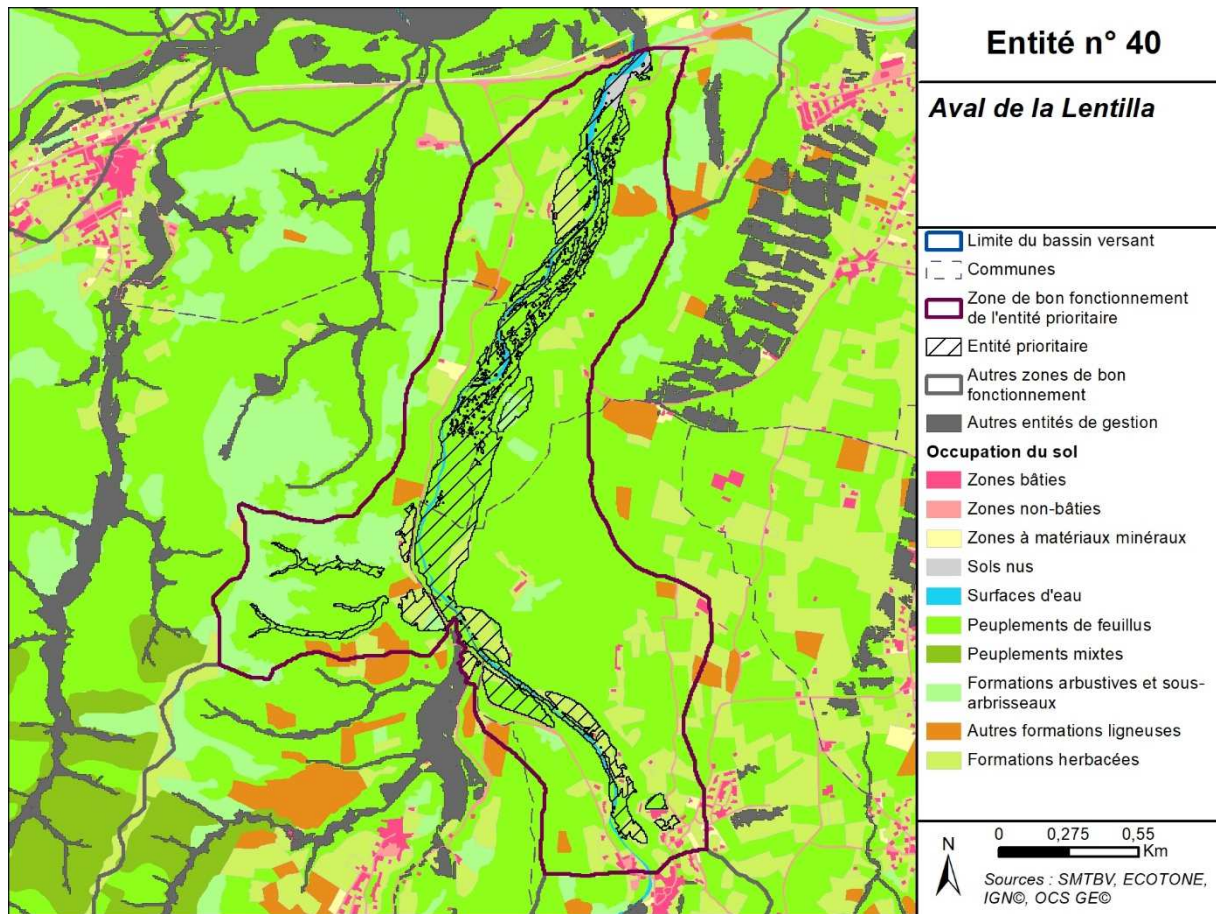 Entité n° 40
Aval de la Lentilla
Limite du bassin versant
Communes
Zone de bon fonctionnement
de l'entité prioritaire
Entité prioritaire
Autres zones de bon
fonctionnement
Autres entités de gestion
Occupation du sol
Zones bâties
Zones non-bâties
Zones à matériaux minéraux
Sols nus
Surfaces d'eau
Peuplements de feuillus
Peuplements mixtes
Formations arbustives et sous-
arbrisseaux
Autres formations ligneuses
Formations herbacées
N
0 0,275 0,55
Km
Sources : SMTBV, ECOTONE,
IGN©, OCS GE©